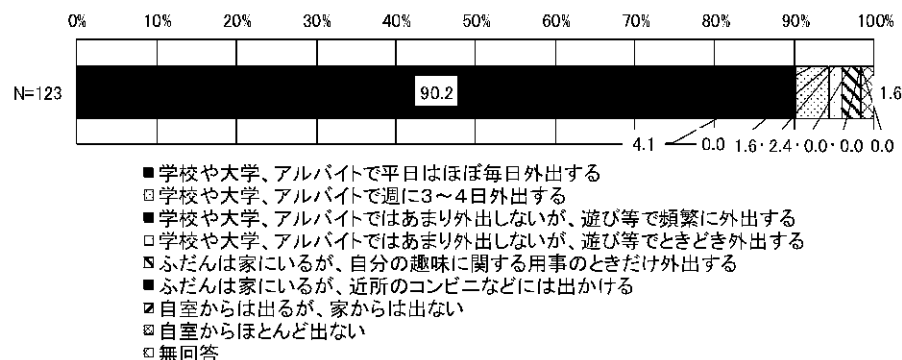 0% 10% 20% 30% 40% 50% 60% 70% 80% 90% 100%
N=123 90.2 1.6
4.1 0.0 1.6 2.4 0.0 0.0 0.0
■学校や大学、アルバイトで平日はほぼ毎日外出する
学校や大学、アルバイトで週に3～4日外出する
■学校や大学、アルバイトではあまり外出しないが、遊び等で頻繁に外出する
□学校や大学、アルバイトではあまり外出しないが、遊び等でときどき外出する
ふだんは家にいるが、自分の趣味に関する用事のときだけ外出する
■ふだんは家にいるが、近所のコンビニなどには出かける
自室からは出るが、家からは出ない
自室からほとんど出ない
無回答